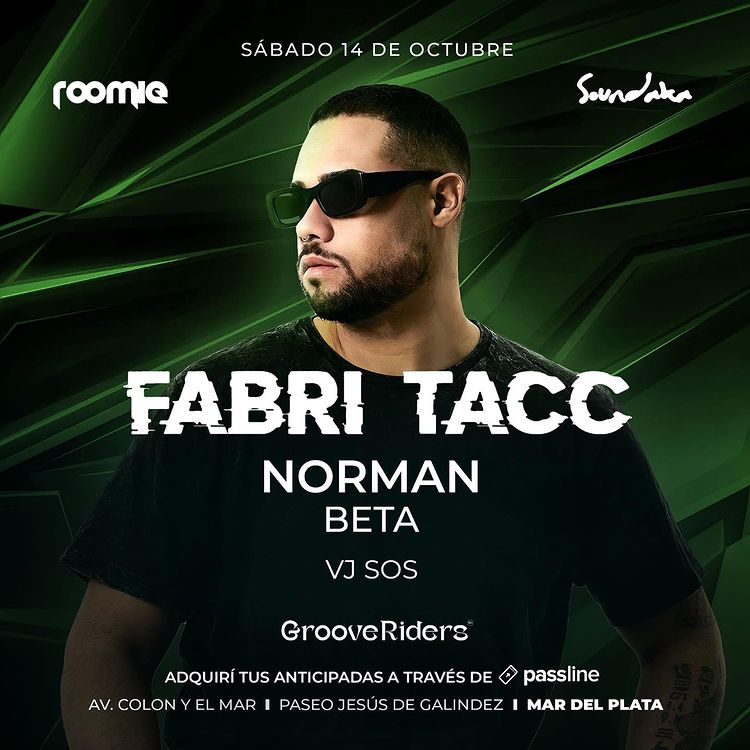 SÁBADO 14 DE OCTUBRE
roomie
Soundaka
FABRI TACC
NORMAN
BETA
VJ SOS
GrooveRiders
ADQUIRÍ TUS ANTICIPADAS A TRAVÉS DE passline
AV. COLON Y EL MAR I PASEO JESÚS DE GALINDEZ I MAR DEL PLATA